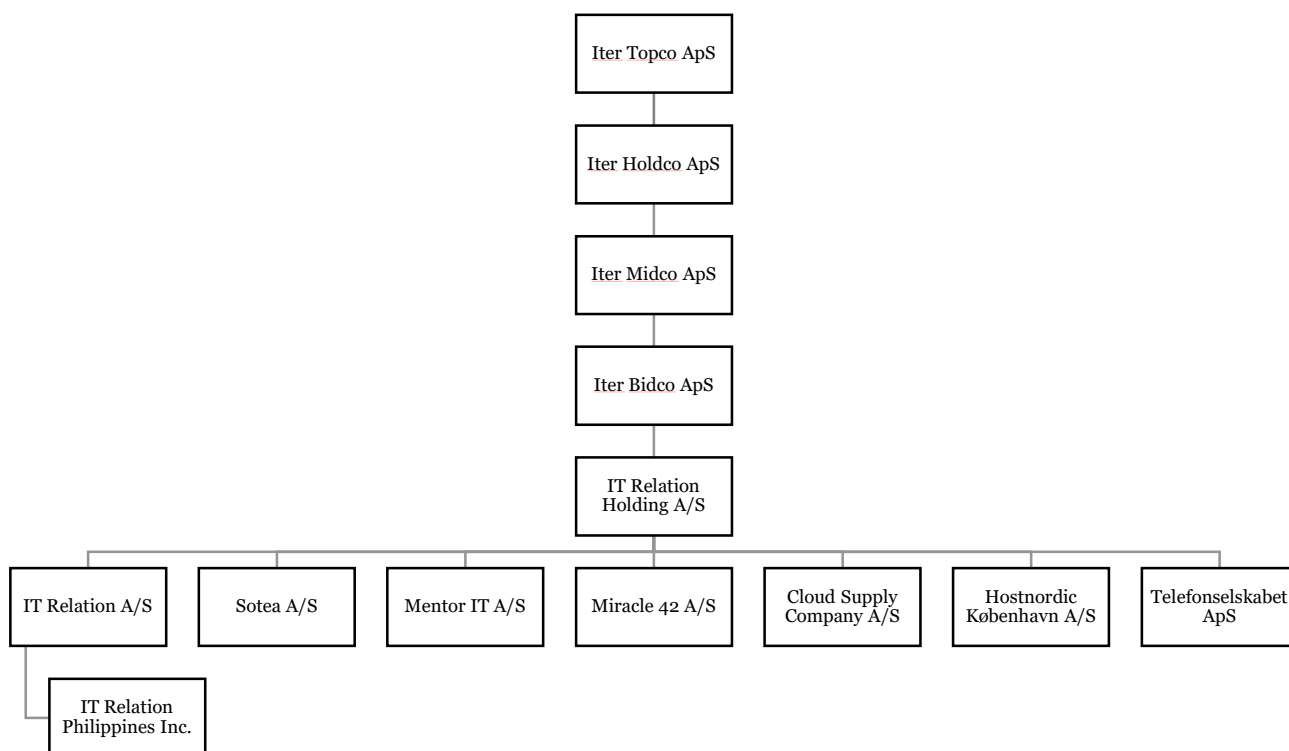 Iter Topco ApS
Iter Holdco ApS
Iter Midco ApS
Iter Bidco ApS
IT Relation
Holding A/S
IT Relation A/S
Sotea A/S
Mentor IT A/S
Miracle 42 A/S
Cloud Supply
Company A/S
Hostnordic
København A/S
Telefonselskabet
ApS
IT Relation
Philippines Inc.